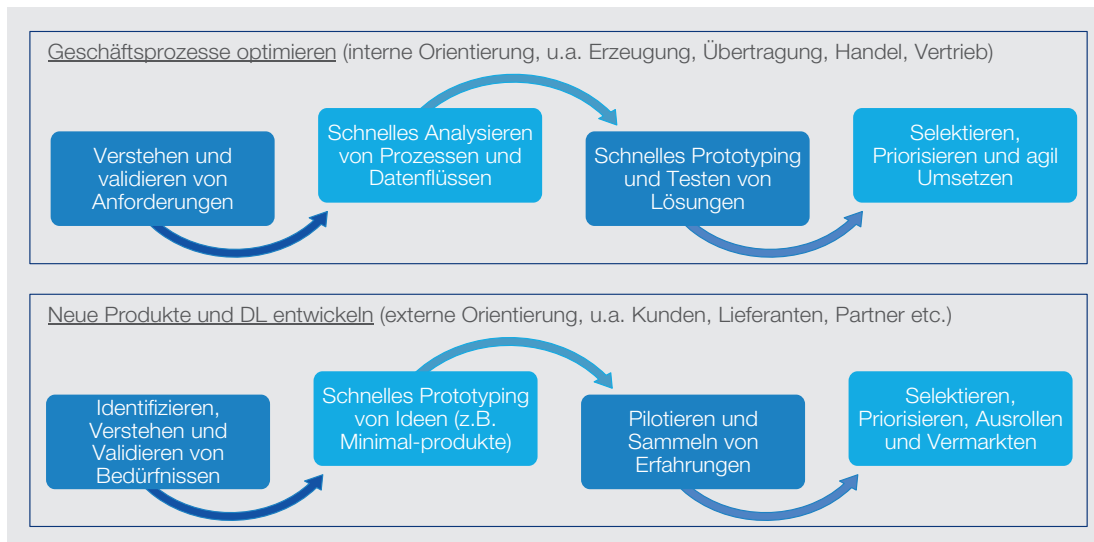 Geschäftsprozesse optimieren (interne Orientierung, u.a. Erzeugung, Übertragung, Handel, Vertrieb)
Verstehen und
validieren von
Anforderungen
Schnelles Analysieren
von Prozessen und
Datenflüssen
Schnelles Prototyping
und Testen von
Lösungen
Selektieren,
Priorisieren und agil
Umsetzen
Neue Produkte und DL entwickeln (externe Orientierung, u.a. Kunden, Lieferanten, Partner etc.)
Identifizieren,
Verstehen und
Validieren von
Bedürfnissen
Schnelles Prototyping
von Ideen (z.B.
Minimal-produkte)
Pilotieren und
Sammeln von
Erfahrungen
Selektieren,
Priorisieren, Ausrollen
und Vermarkten